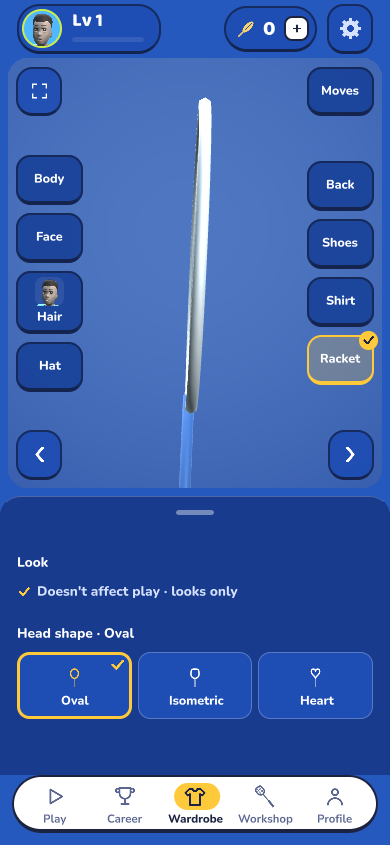 Lv 1
0
+
Moves
Body
Back
Face
Shoes
Hair
Shirt
Hat
Racket
Look
Doesn't affect play · looks only
Head shape · Oval
Oval
Isometric
Heart
Play
Career
Wardrobe
Workshop
Profile